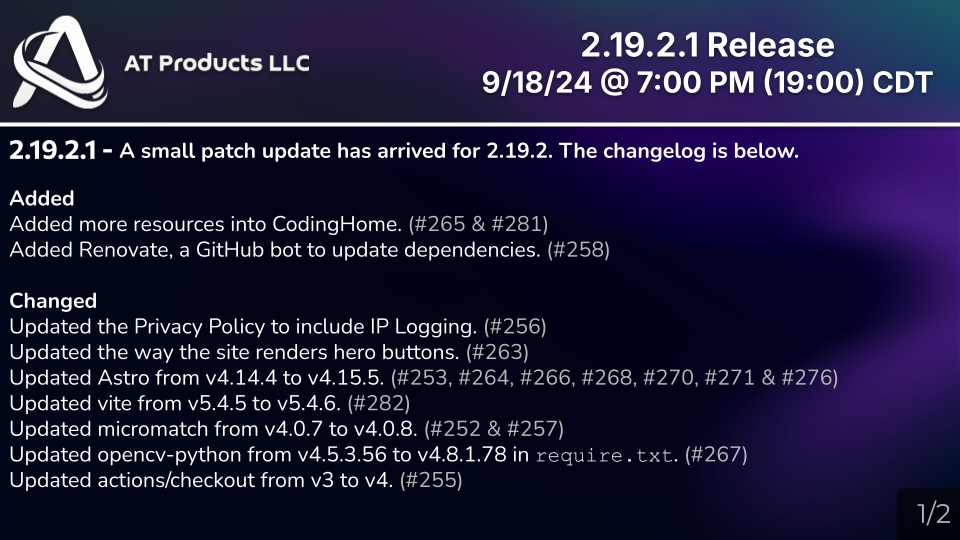 AT Products LLC
2.19.2.1 Release
9/18/24 @ 7:00 PM (19:00) CDT
2.19.2.1 - A small patch update has arrived for 2.19.2. The changelog is below.
Added
Added more resources into CodingHome. (#265 & #281)
Added Renovate, a GitHub bot to update dependencies. (#258)
Changed
Updated the Privacy Policy to include IP Logging. (#256)
Updated the way the site renders hero buttons. (#263)
Updated Astro from v4.14.4 to v4.15.5. (#253, #264, #266, #268, #270, #271 & #276)
Updated vite from v5.4.5 to v5.4.6. (#282)
Updated micromatch from v4.0.7 to v4.0.8. (#252 & #257)
Updated opencv-python from v4.5.3.56 to v4.8.1.78 in require.txt. (#267)
Updated actions/checkout from v3 to v4. (#255)
1/2